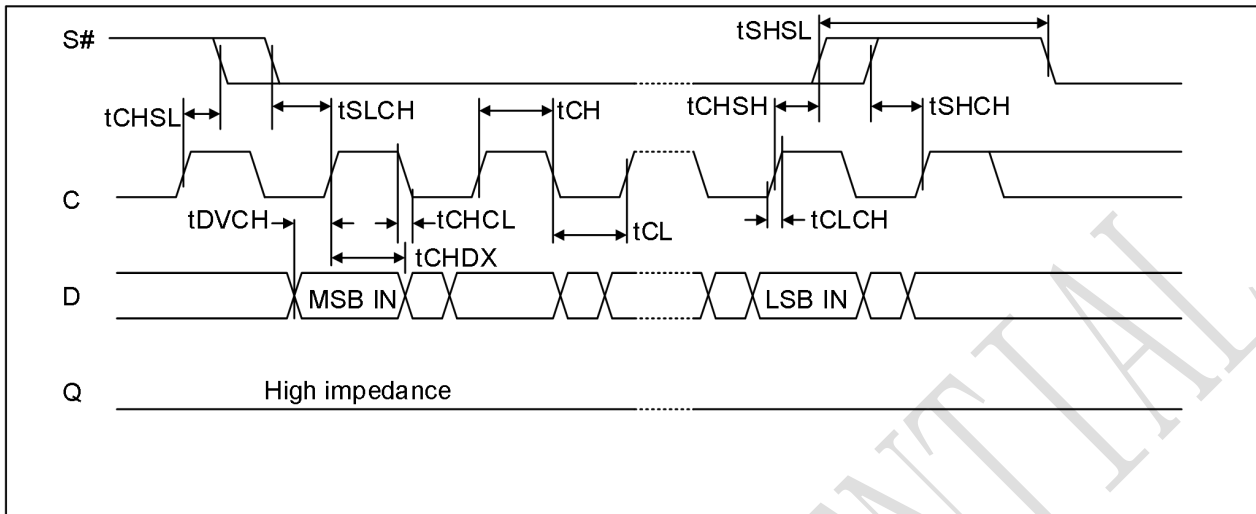 S#
tSHSL
tCHSL
tSLCH
tCH
tCHSH
tSHCH
C
tDVCH
tCHCL
tCL
tCLCH
tCHDX
D
MSB IN
LSB IN
Q
High impedance